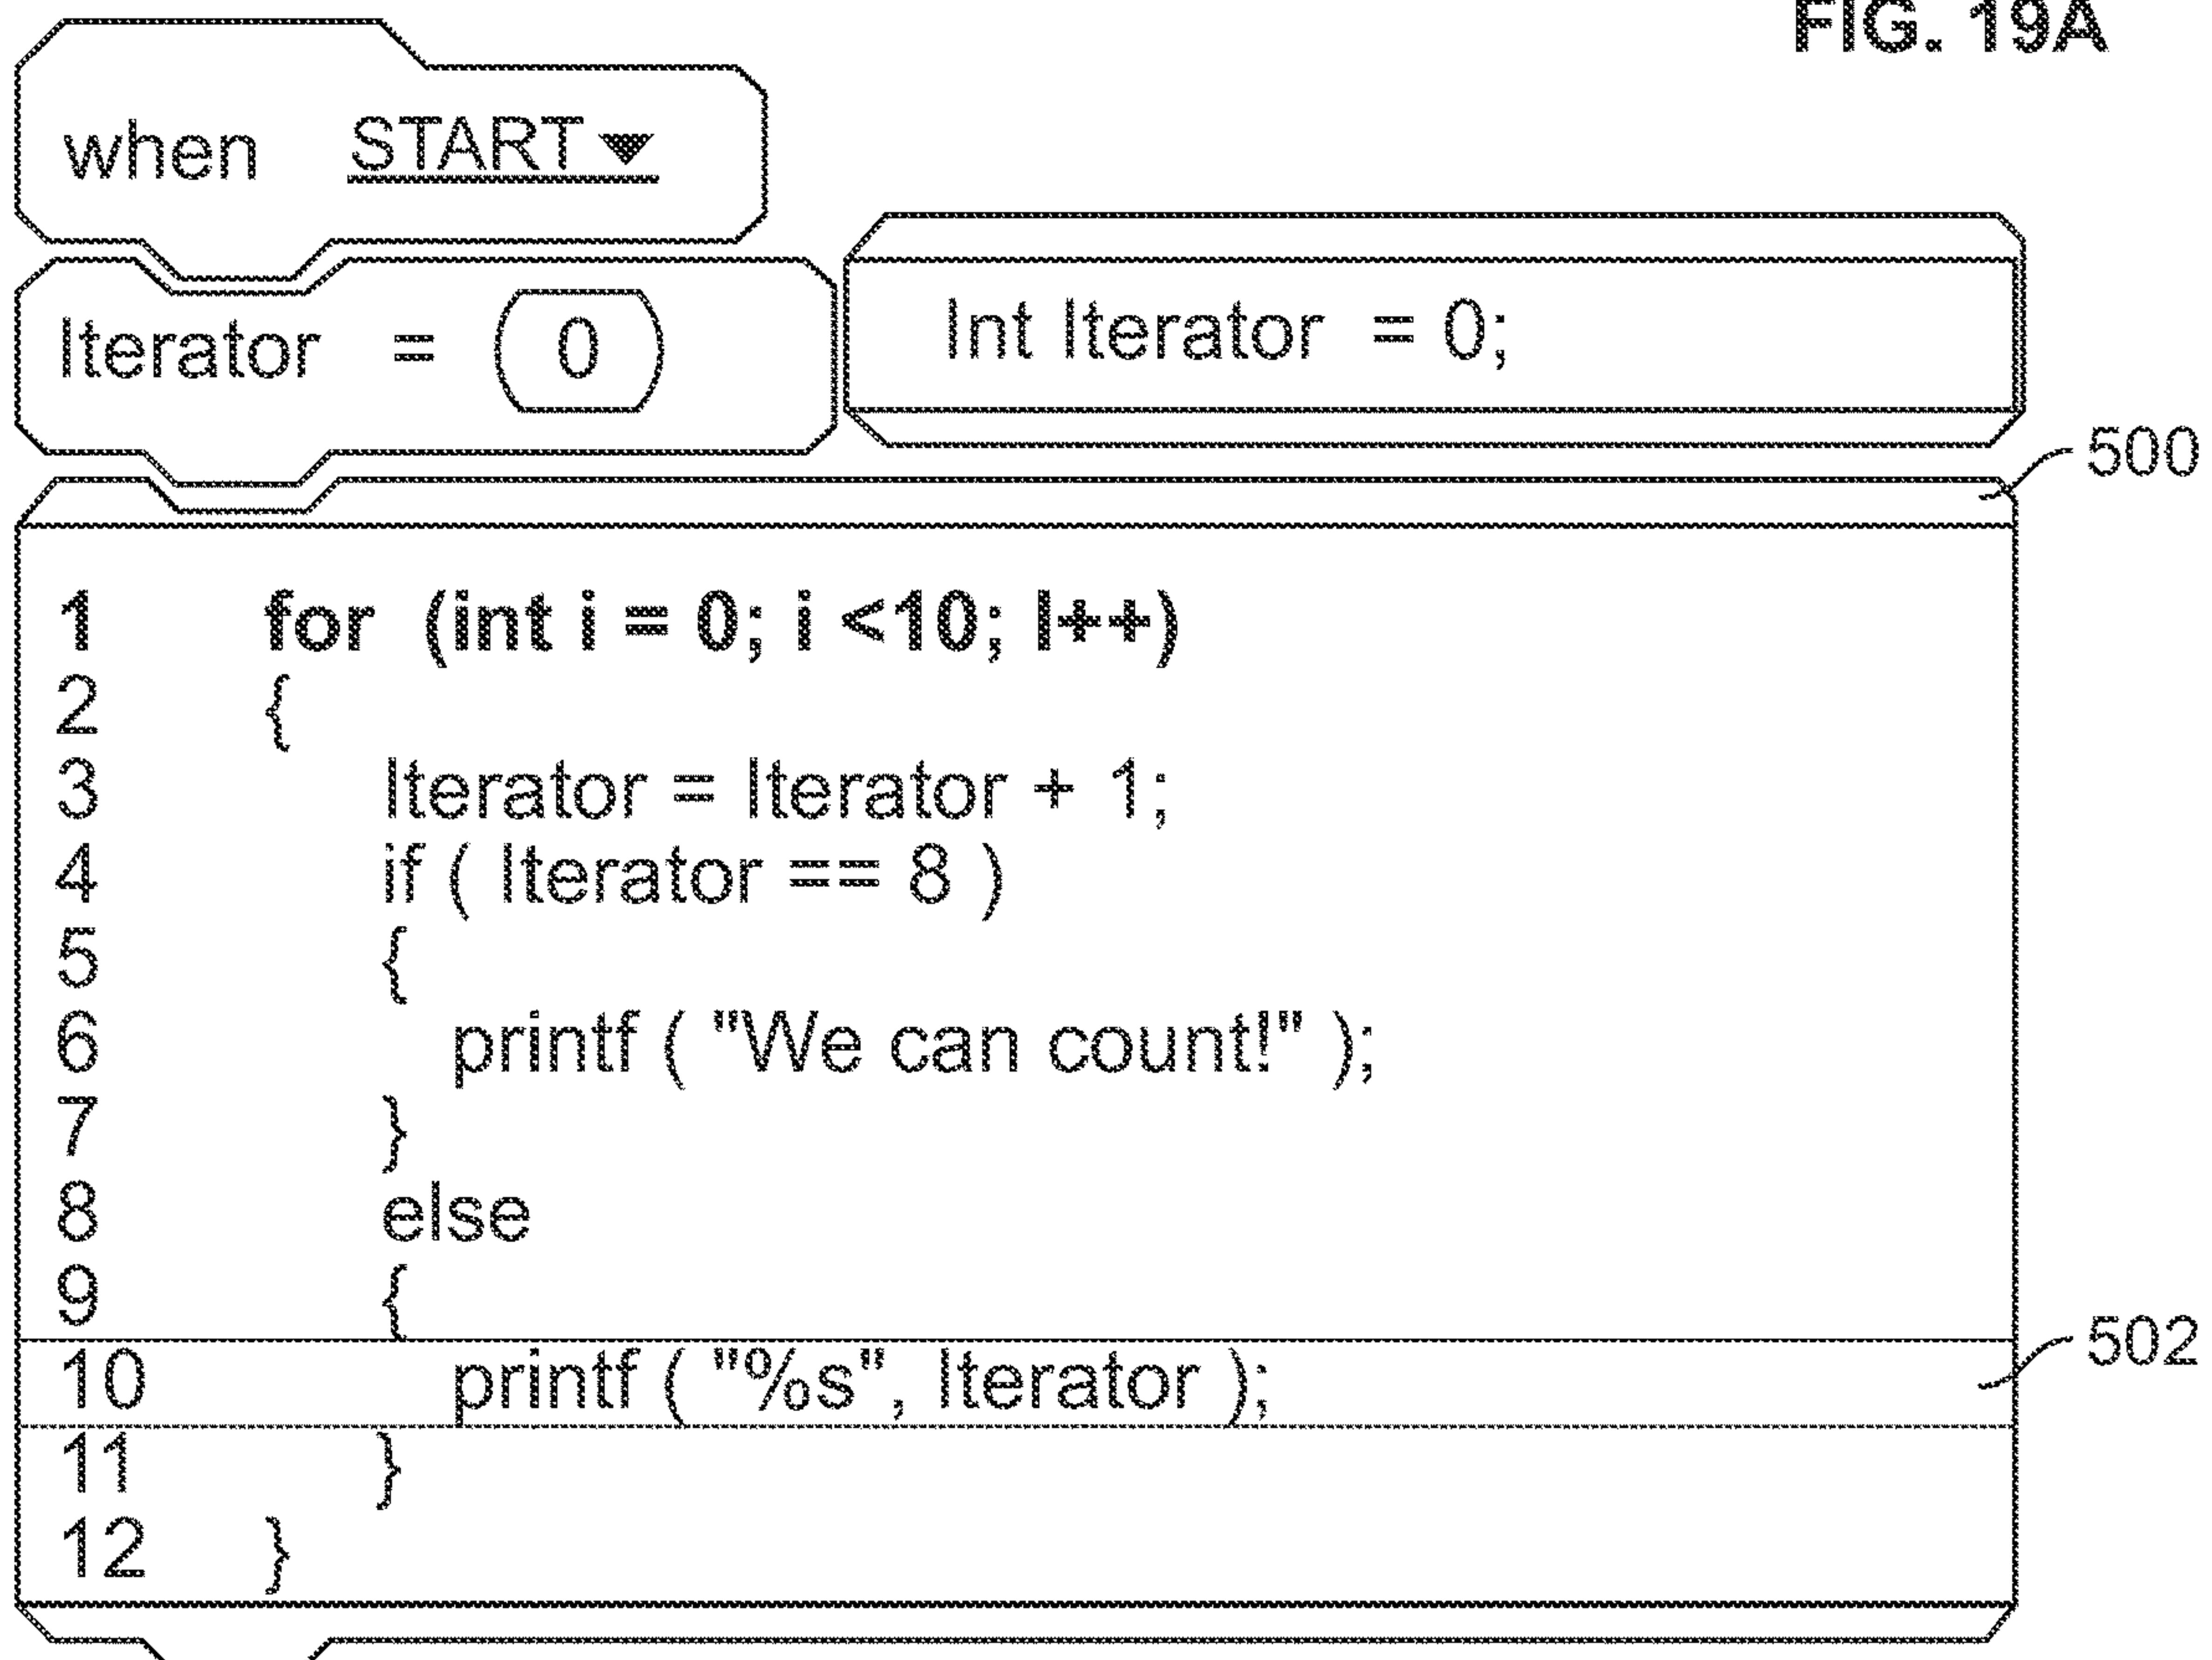 FIG. 19A
when START
Iterator = 0
Int Iterator = 0;
500
1 for (int i = 0; i <10; I++)
2 {
3 Iterator = Iterator + 1;
4 if ( Iterator == 8 )
5 {
6 printf ( "We can count!" );
7 }
8 else
9 {
502
10 printf ( "%s", Iterator );
11 }
12 }